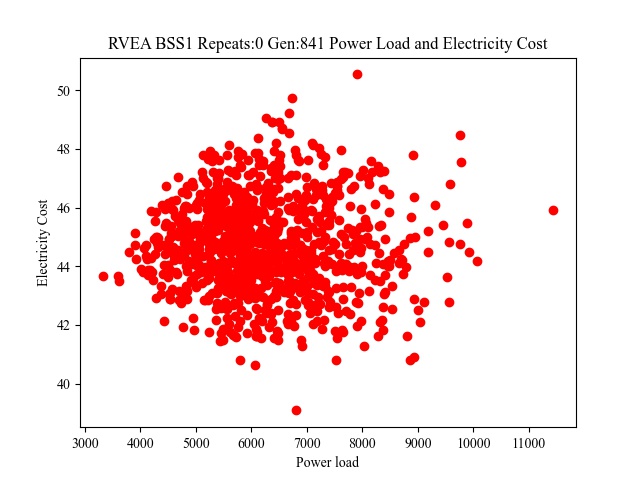 RVEA BSS1 Repeats:0 Gen:841 Power Load and Electricity Cost
50
48
46
44
42
40
Electricity Cost
3000 4000 5000 6000 7000 8000 9000 10000 11000
Power load